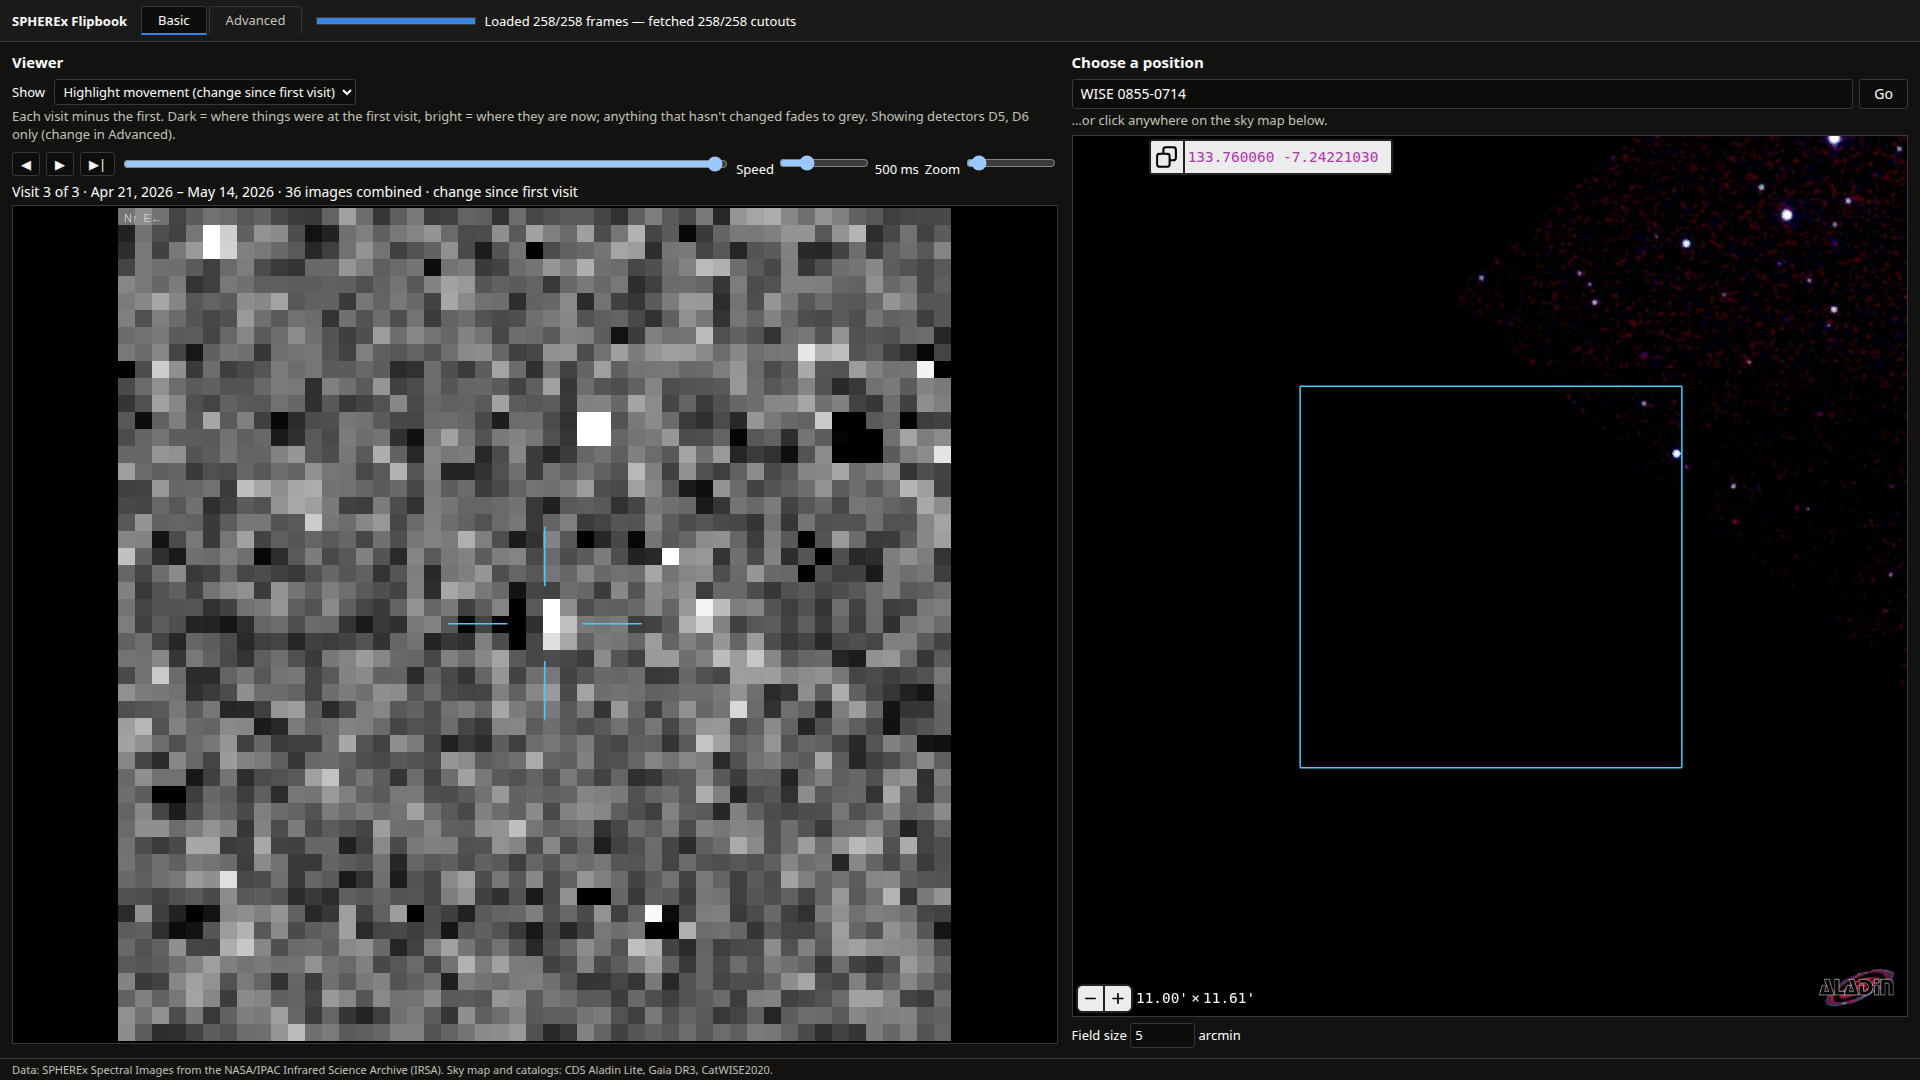 SPHEREx Flipbook
Basic
Advanced
Loaded 258/258 frames — fetched 258/258 cutouts
Viewer
Show
Highlight movement (change since first visit)
Each visit minus the first. Dark = where things were at the first visit, bright = where they are now; anything that hasn't changed fades to grey. Showing detectors D5, D6
only (change in Advanced).
Speed
500 ms
Zoom
Visit 3 of 3 · Apr 21, 2026 – May 14, 2026 · 36 images combined · change since first visit
N↑ E←
Choose a position
WISE 0855-0714
Go
...or click anywhere on the sky map below.
133.760060 -7.24221030
11.00' × 11.61'
ALADIN
Field size
5
arcmin
Data: SPHEREx Spectral Images from the NASA/IPAC Infrared Science Archive (IRSA). Sky map and catalogs: CDS Aladin Lite, Gaia DR3, CatWISE2020.